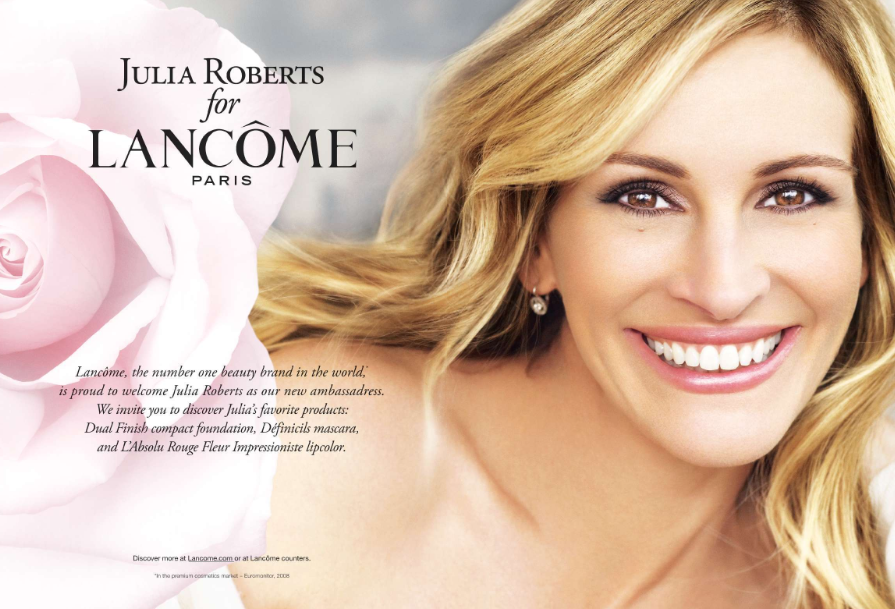 JULIA ROBERTS
for
LANCÔME
PARIS
Lancôme, the number one beauty brand in the world,*
is proud to welcome Julia Roberts as our new ambassadress.
We invite you to discover Julia's favorite products:
Dual Finish compact foundation, Définicils mascara,
and L'Absolu Rouge Fleur Impressioniste lipcolor.
Discover more at Lancome.com or at Lancôme counters.
*In the premium cosmetics market – Euromonitor, 2008